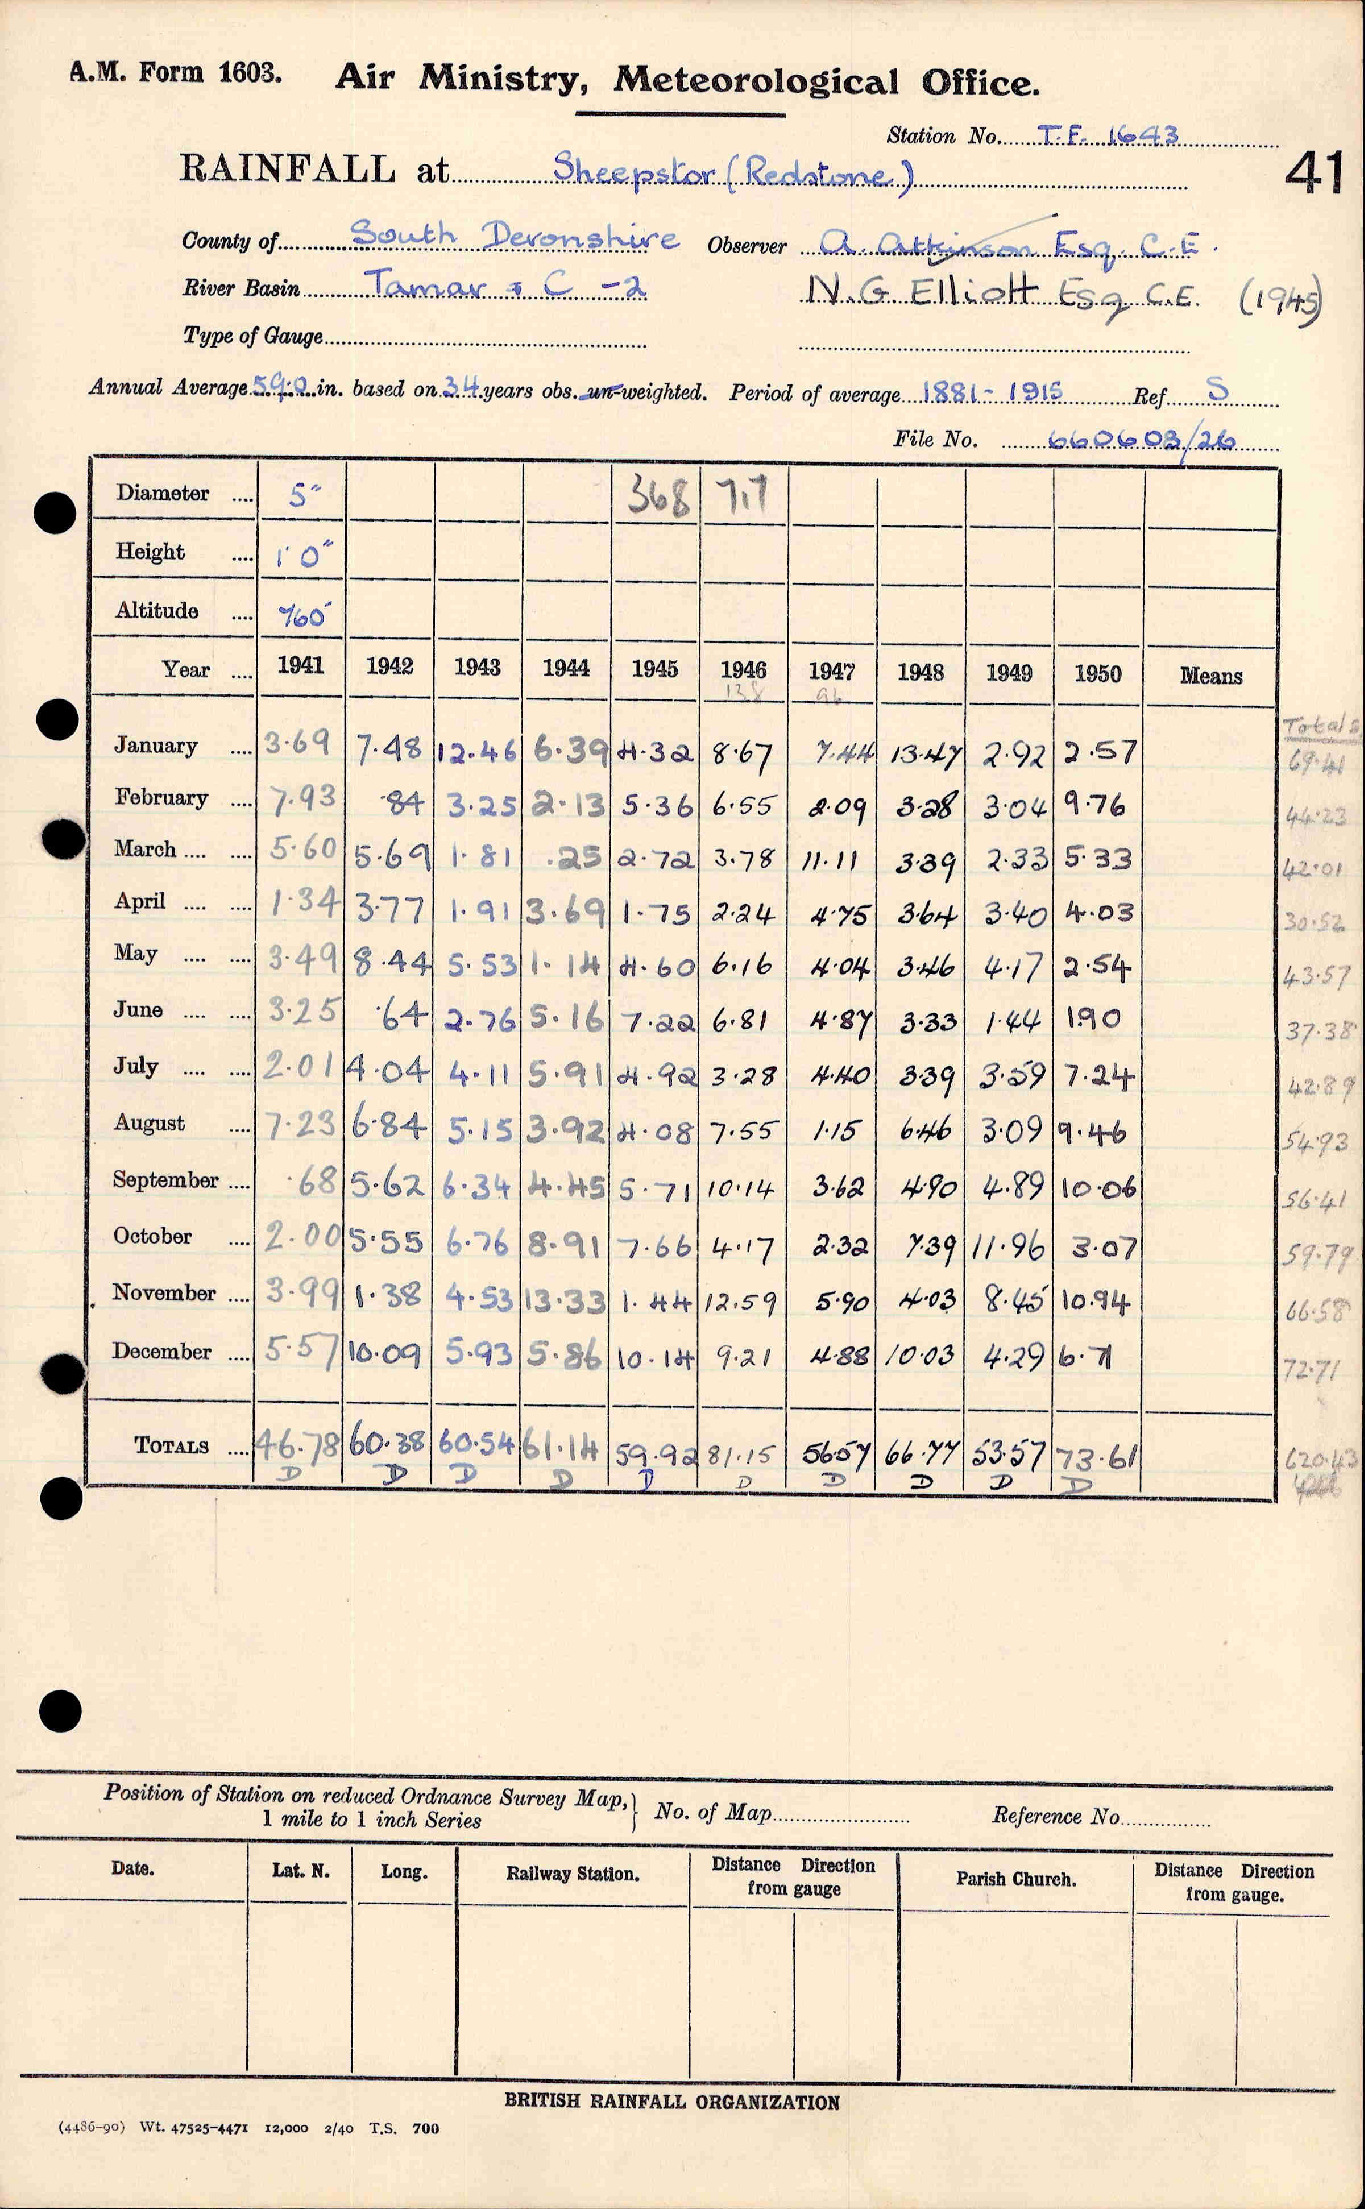 A.M. Form 1603. Air Ministry, Meteorological Office.
Station No. T.F. 1643
RAINFALL at Sheepstor (Redstone) 41
County of South Devonshire Observer A. Atkinson Esq. C.E.
River Basin Tamar & C -2 N.G Elliott Esq C.E. (1945)
Type of Gauge
Annual Average 59.0 in. based on 34 years obs. un-weighted. Period of average 1881-1915 Ref S
File No. 660603/26
Diameter .... 5" 368 717
Height .... 1' 0"
Altitude .... 760'
Year .... 1941 1942 1943 1944 1945 1946 1947 1948 1949 1950 Means
138 96
Totals
January .... 3.69 7.48 12.46 6.39 4.32 8.67 7.44 13.47 2.92 2.57 69.41
February .... 7.93 .84 3.25 2.13 5.36 6.55 2.09 3.28 3.04 9.76 44.23
March .... .... 5.60 5.69 1.81 .25 2.72 3.78 11.11 3.39 2.33 5.33 42.01
April .... .... 1.34 3.77 1.91 3.69 1.75 2.24 4.75 3.64 3.40 4.03 30.52
May .... .... 3.49 8.44 5.53 1.14 4.60 6.16 4.04 3.46 4.17 2.54 43.57
June .... .... 3.25 .64 2.76 5.16 7.22 6.81 4.87 3.33 1.44 1.90 37.38
July .... .... 2.01 4.04 4.11 5.91 4.92 3.28 4.40 3.39 3.59 7.24 42.89
August .... 7.23 6.84 5.15 3.92 4.08 7.55 1.15 6.46 3.09 9.46 54.93
September .... .68 5.62 6.34 4.45 5.71 10.14 3.62 4.90 4.89 10.06 56.41
October .... 2.00 5.55 6.76 8.91 7.66 4.17 2.32 7.39 11.96 3.07 59.79
November .... 3.99 1.38 4.53 13.33 1.44 12.59 5.90 4.03 8.45 10.94 66.58
December .... 5.57 10.09 5.93 5.86 10.14 9.21 4.88 10.03 4.29 6.71 72.71
TOTALS .... 46.78 60.38 60.54 61.14 59.92 81.15 56.57 66.77 53.57 73.61 620.43
D D D D D D D D D D
Position of Station on reduced Ordnance Survey Map, } No. of Map Reference No.
1 mile to 1 inch Series
Date. Lat. N. Long. Railway Station. Distance Direction Parish Church. Distance Direction
from gauge from gauge.
BRITISH RAINFALL ORGANIZATION
(4486-90) Wt. 47525-4471 12,000 2/40 T.S. 700